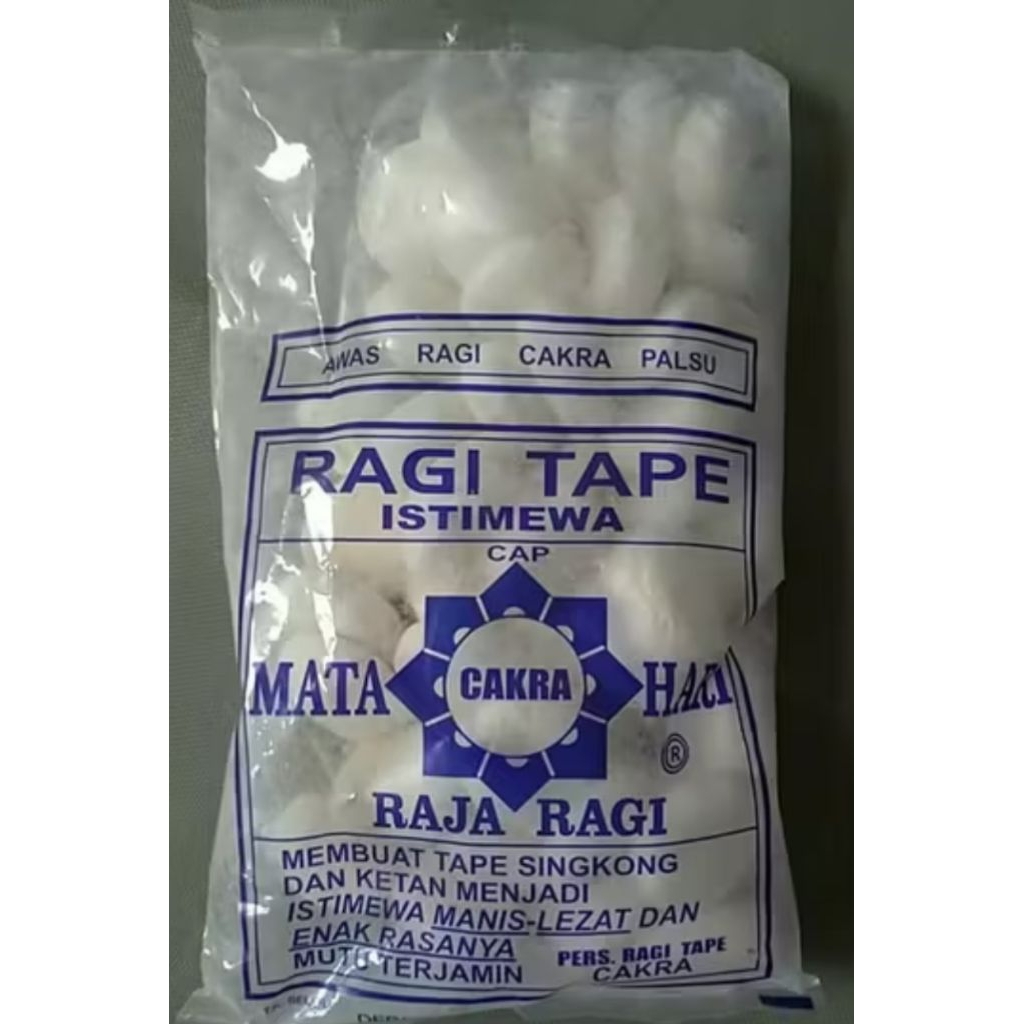 AWAS RAGI CAKRA PALSU
RAGI TAPE
ISTIMEWA
CAP
MATA CAKRA HARI
®
RAJA RAGI
MEMBUAT TAPE SINGKONG
DAN KETAN MENJADI
ISTIMEWA MANIS-LEZAT DAN
ENAK RASANYA
MUTU TERJAMIN
PERS. RAGI TAPE
CAKRA